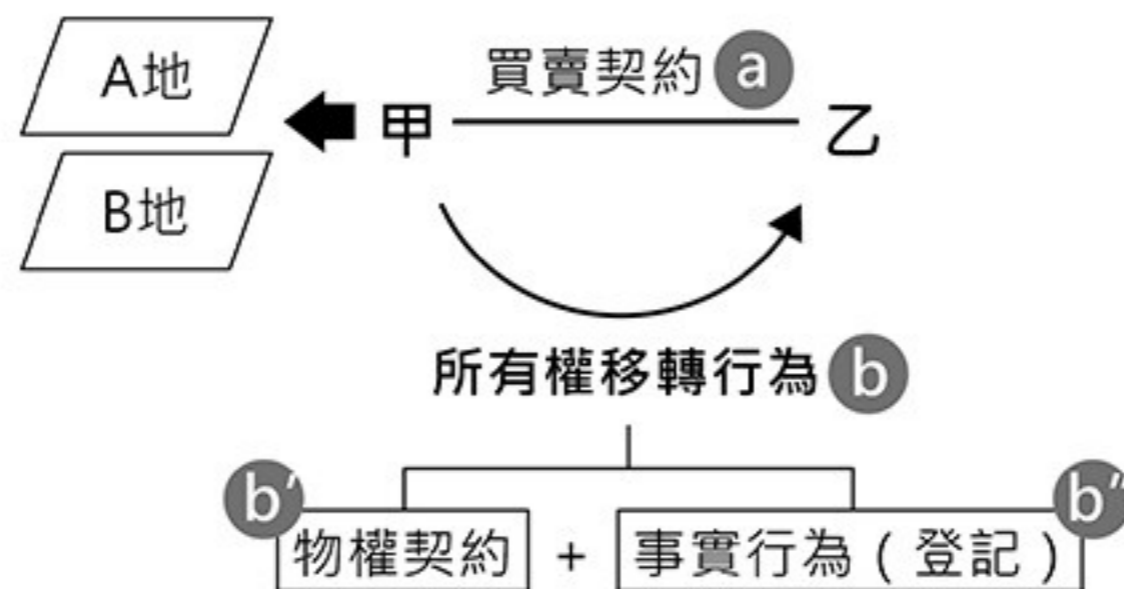 A地
買賣契約 a
甲
乙
B地
所有權移轉行為 b
b′
b″
物權契約 + 事實行為（登記）